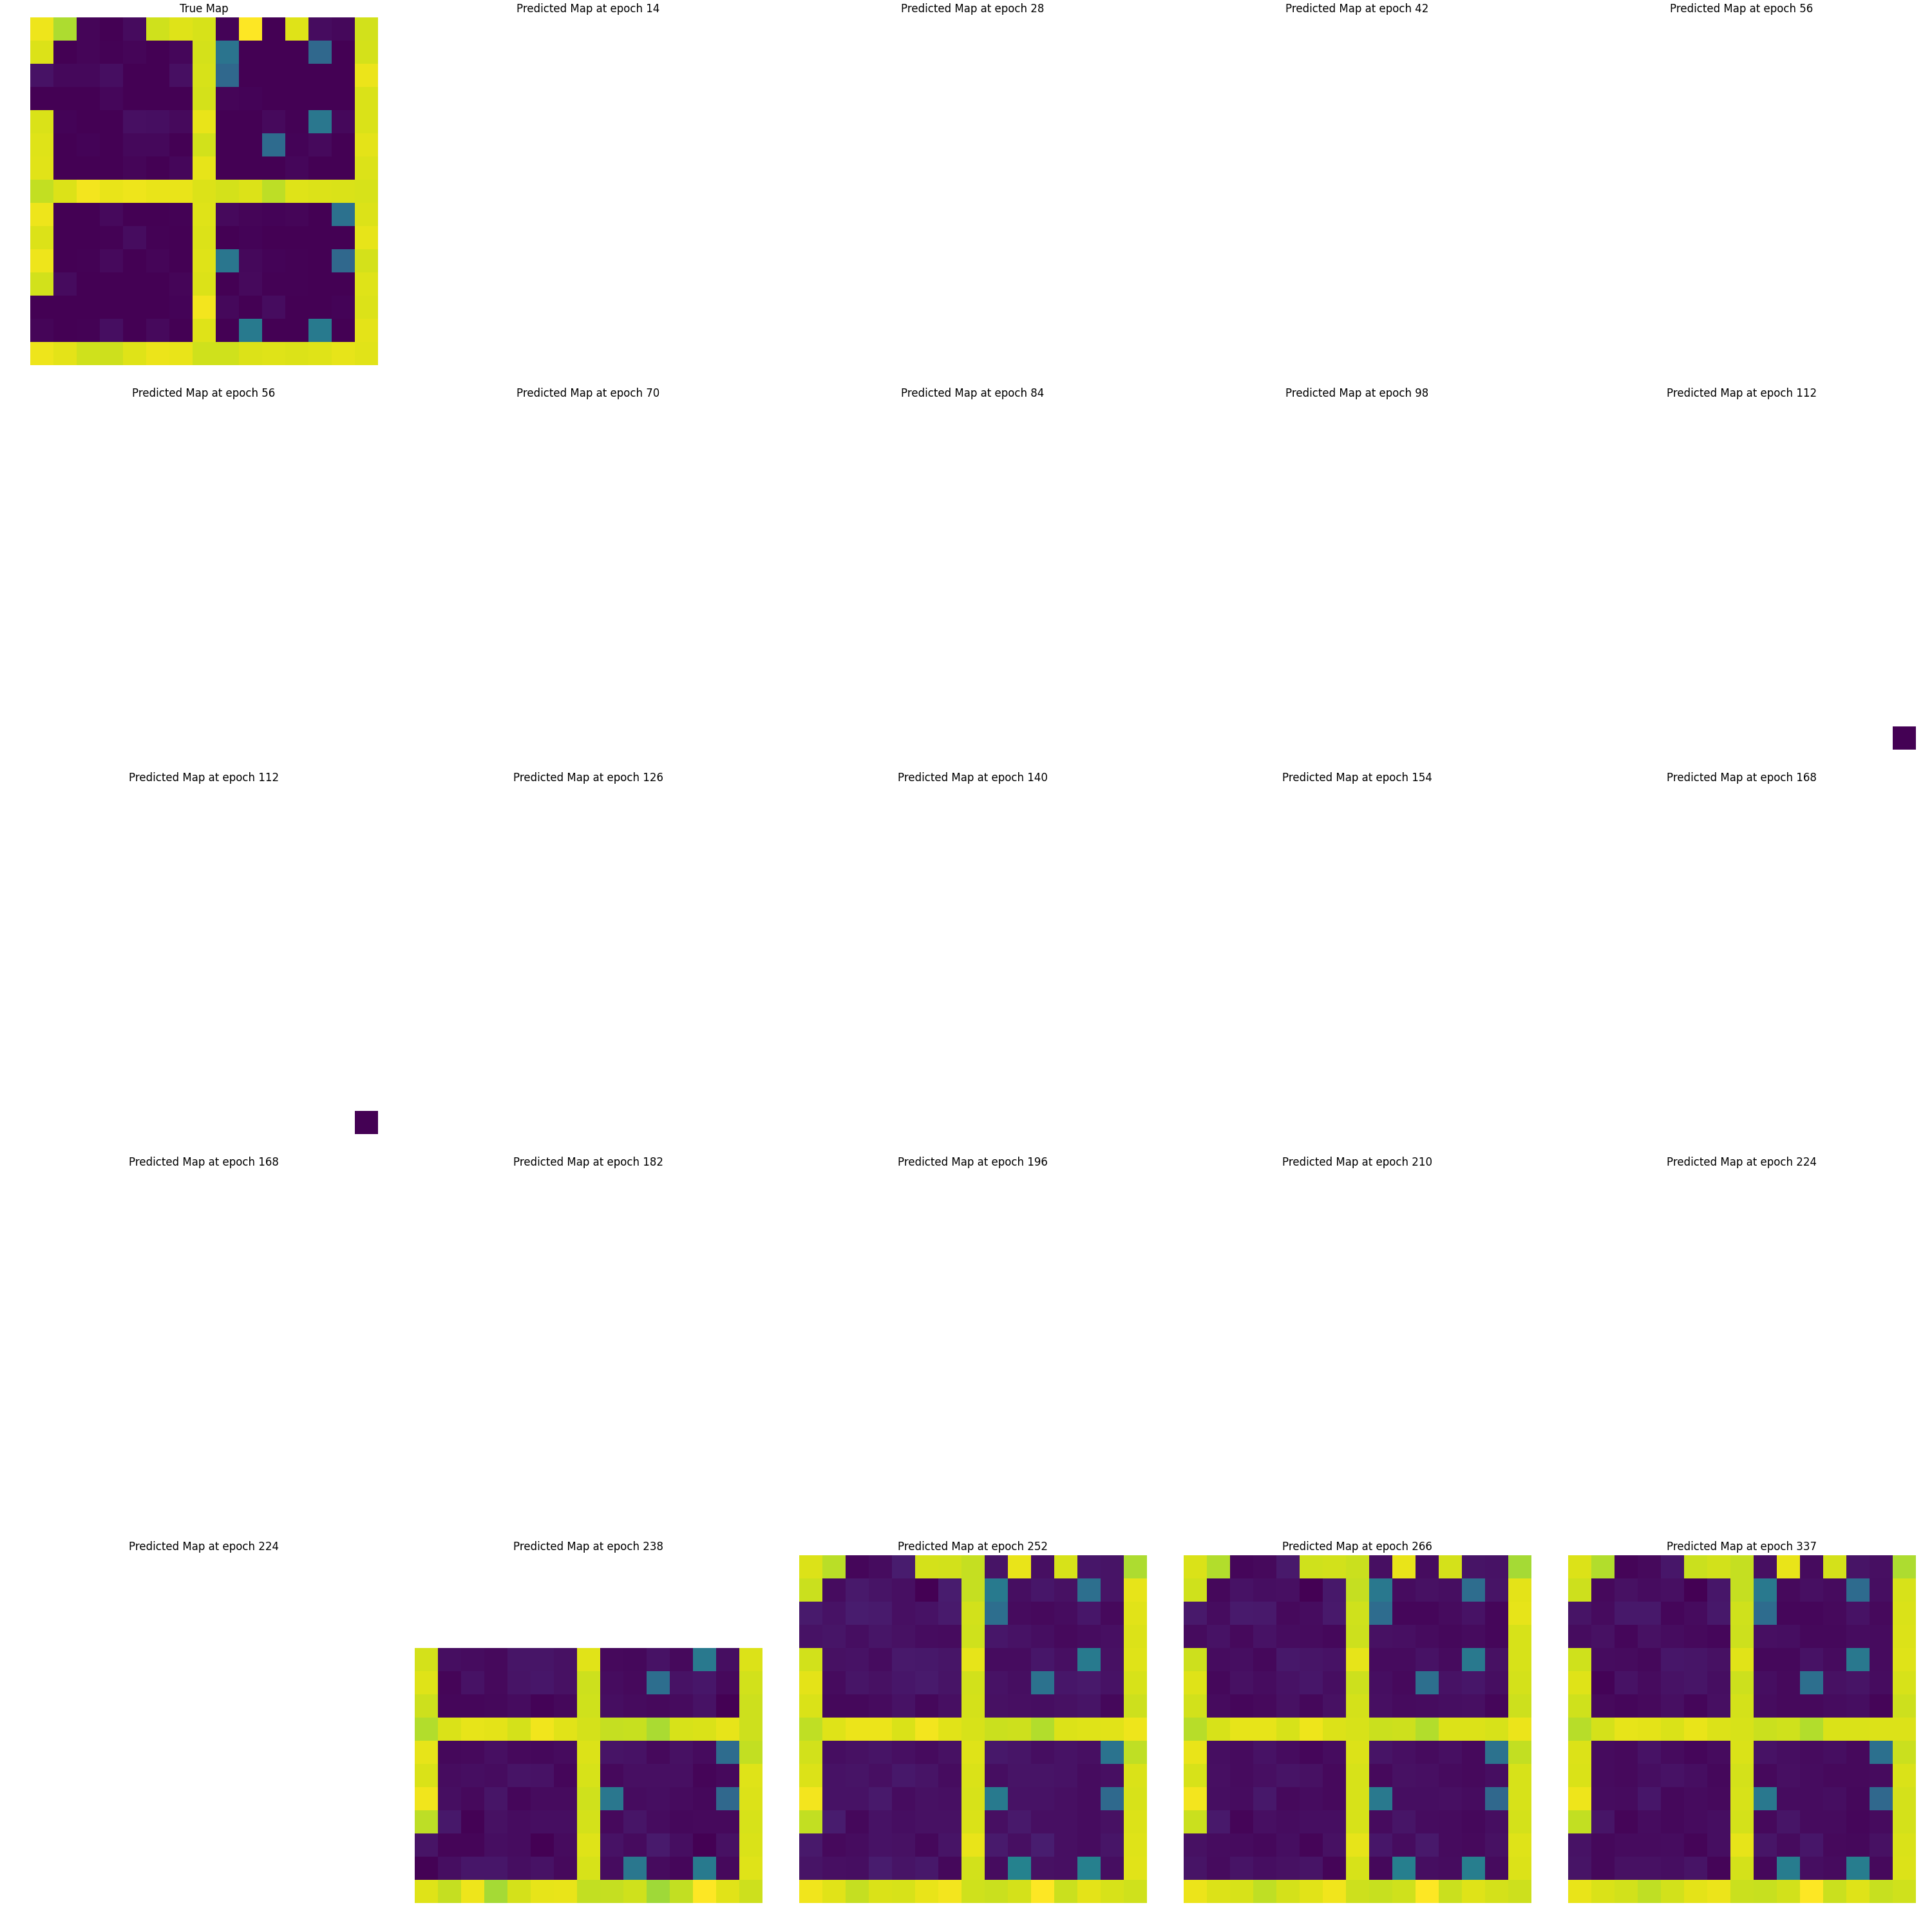 True Map
Predicted Map at epoch 14
Predicted Map at epoch 28
Predicted Map at epoch 42
Predicted Map at epoch 56
Predicted Map at epoch 56
Predicted Map at epoch 70
Predicted Map at epoch 84
Predicted Map at epoch 98
Predicted Map at epoch 112
Predicted Map at epoch 112
Predicted Map at epoch 126
Predicted Map at epoch 140
Predicted Map at epoch 154
Predicted Map at epoch 168
Predicted Map at epoch 168
Predicted Map at epoch 182
Predicted Map at epoch 196
Predicted Map at epoch 210
Predicted Map at epoch 224
Predicted Map at epoch 224
Predicted Map at epoch 238
Predicted Map at epoch 252
Predicted Map at epoch 266
Predicted Map at epoch 337